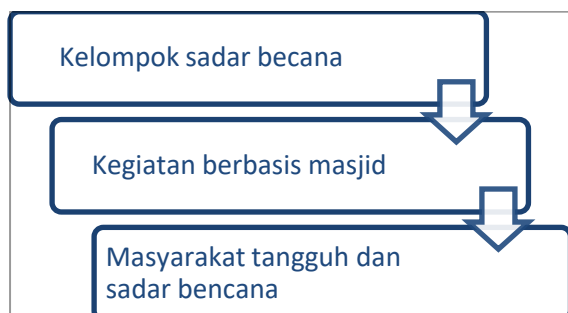 Kelompok sadar becana
Kegiatan berbasis masjid
Masyarakat tangguh dan
sadar bencana